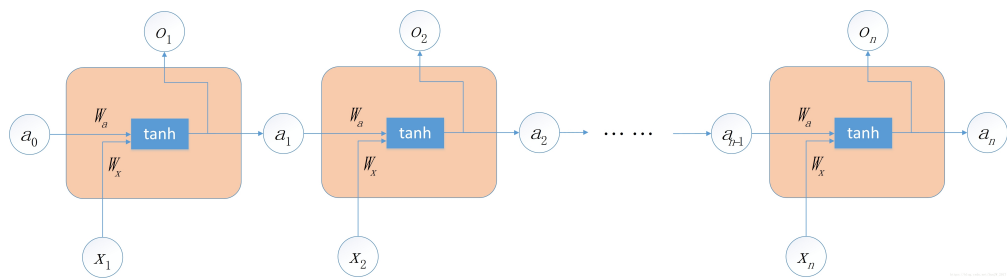 o₁ o₂ oₙ
Wₐ Wₐ Wₐ
a₀ tanh a₁ tanh a₂ …… aₙ₋₁ tanh aₙ
Wₓ Wₓ Wₓ
x₁ x₂ xₙ